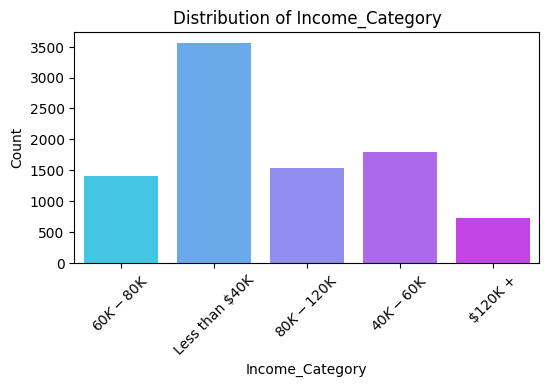 Distribution of Income_Category
Count
3500
3000
2500
2000
1500
1000
500
0
60K − 80K
Less than $40K
80K − 120K
40K − 60K
$120K +
Income_Category